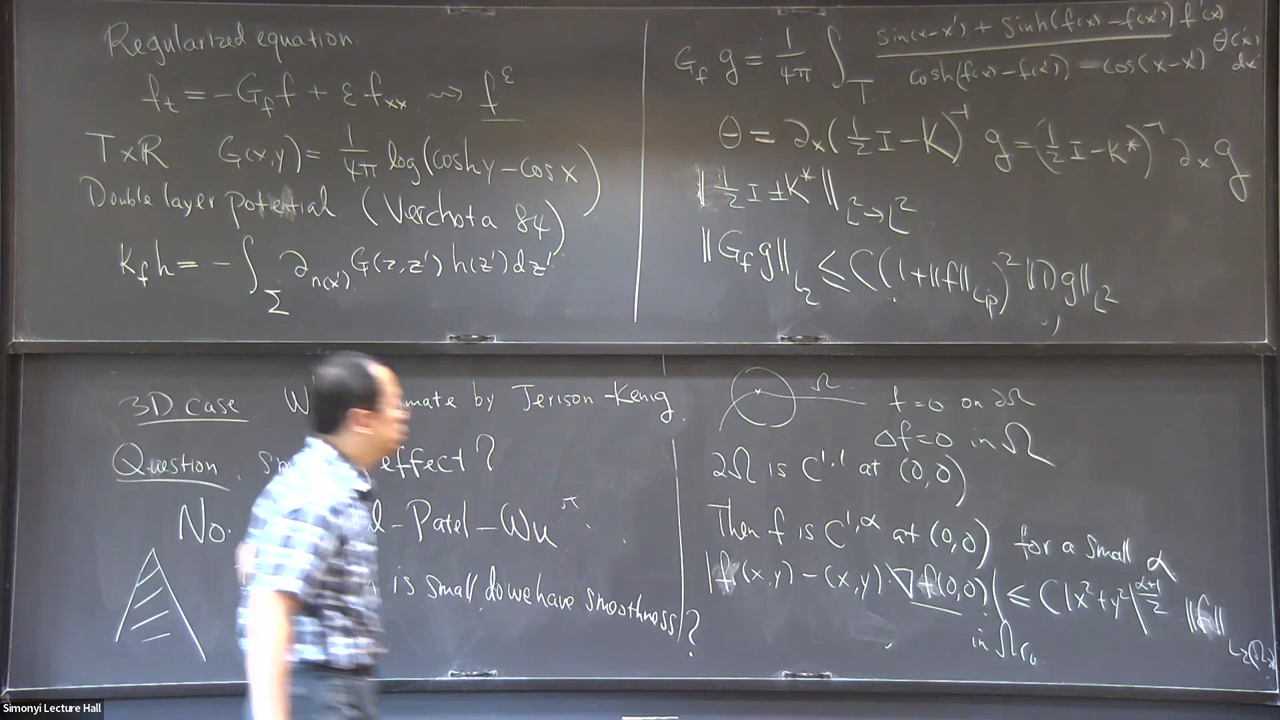 Regularized equation
f_t = -G_f f + ε f_xx ⇝ f^ε
T×R G(x,y) = 1/4π log(cosh y - cos x)
Double layer potential (Verchota 84)
K_f h = -∫_Σ ∂_n(x') G(z,z') h(z') dz'
G_f g = 1/4π ∫_T (sin(x-x') + sinh(f(x)-f(x')) f'(x)) / (cosh(f(x)-f(x')) - cos(x-x')) θ(x') dx'
θ = ∂_x (1/2 I - K)^-1 g = (1/2 I - K*)^-1 ∂_x g
‖1/2 I ± K*‖_L²→L²
‖G_f g‖_L2 ≤ C(1+‖f‖_Lip)² ‖Dg‖_L²
3D case by Jerison-Kenig
Question effect?
No. -Patel-Wu
is small, do we have smoothness?
Ω f=0 on ∂Ω
Δf=0 in Ω
∂Ω is C^1,1 at (0,0)
Then f is C^1,α at (0,0) for a small α
|f(x,y) - (x,y)·∇f(0,0)| ≤ C|x²+y²|^(α+1)/2 ‖f‖_L2(Ω)
in Ω_r0
Simonyi Lecture Hall